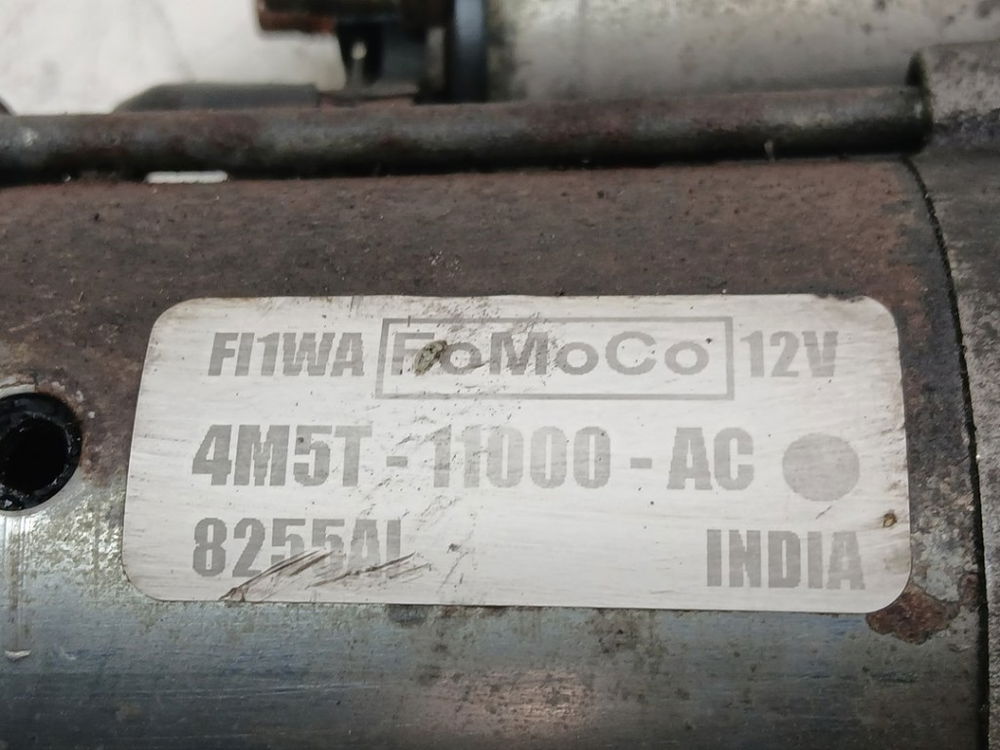 FI1WA FoMoCo 12V
4M5T - 11000 - AC
8255AL
INDIA